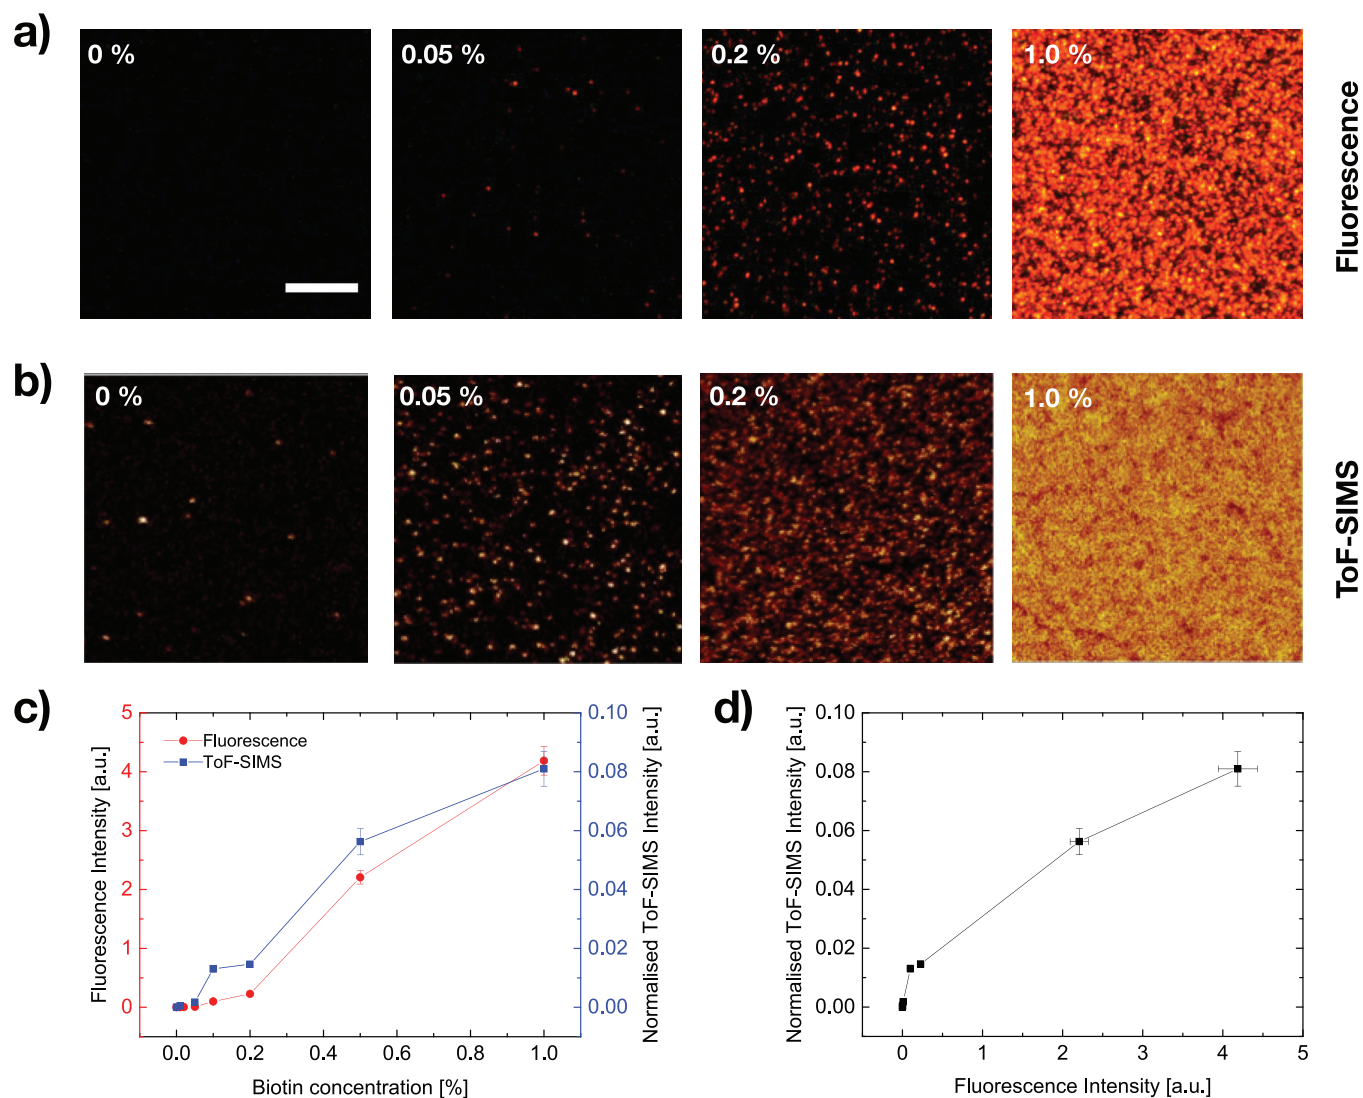 a)
0 %
0.05 %
0.2 %
1.0 %
Fluorescence
b)
0 %
0.05 %
0.2 %
1.0 %
ToF-SIMS
c)
Fluorescence Intensity [a.u.]
5
4
3
2
1
0
Fluorescence
ToF-SIMS
0.10
0.08
0.06
0.04
0.02
0.00
Normalised ToF-SIMS Intensity [a.u.]
0.0 0.2 0.4 0.6 0.8 1.0
Biotin concentration [%]
d)
Normalised ToF-SIMS Intensity [a.u.]
0.10
0.08
0.06
0.04
0.02
0.00
0 1 2 3 4 5
Fluorescence Intensity [a.u.]